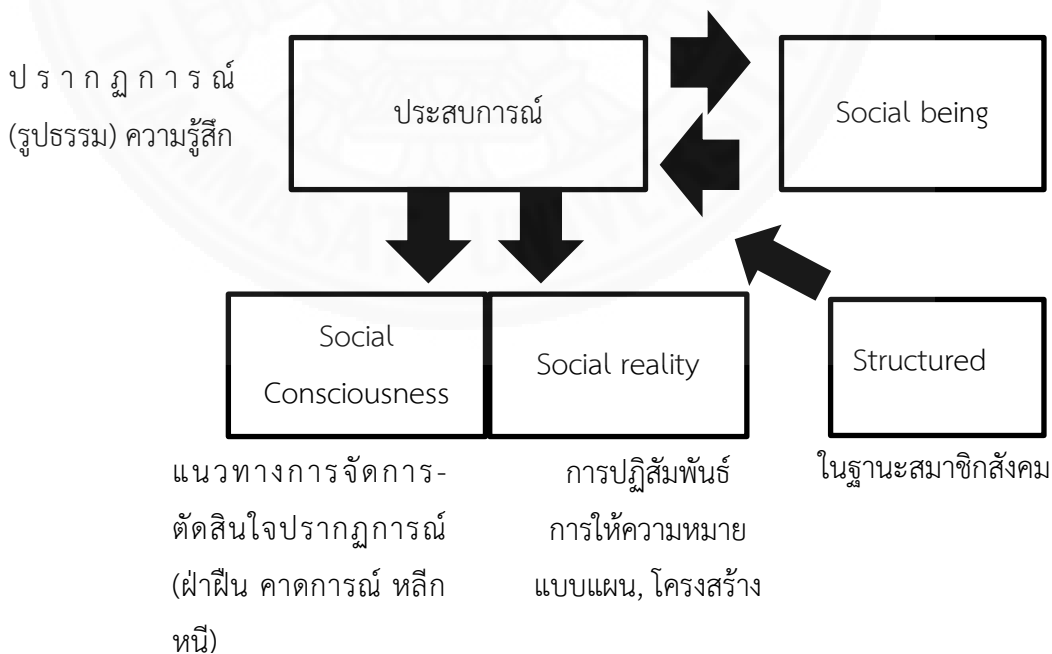 ปรากฏการณ์
(รูปธรรม) ความรู้สึก
ประสบการณ์
Social being
Social
Consciousness
Social reality
Structured
แนวทางการจัดการ-
ตัดสินใจปรากฏการณ์
(ฝ่าฝืน คาดการณ์ หลีก
หนี)
การปฏิสัมพันธ์
การให้ความหมาย
แบบแผน, โครงสร้าง
ในฐานะสมาชิกสังคม